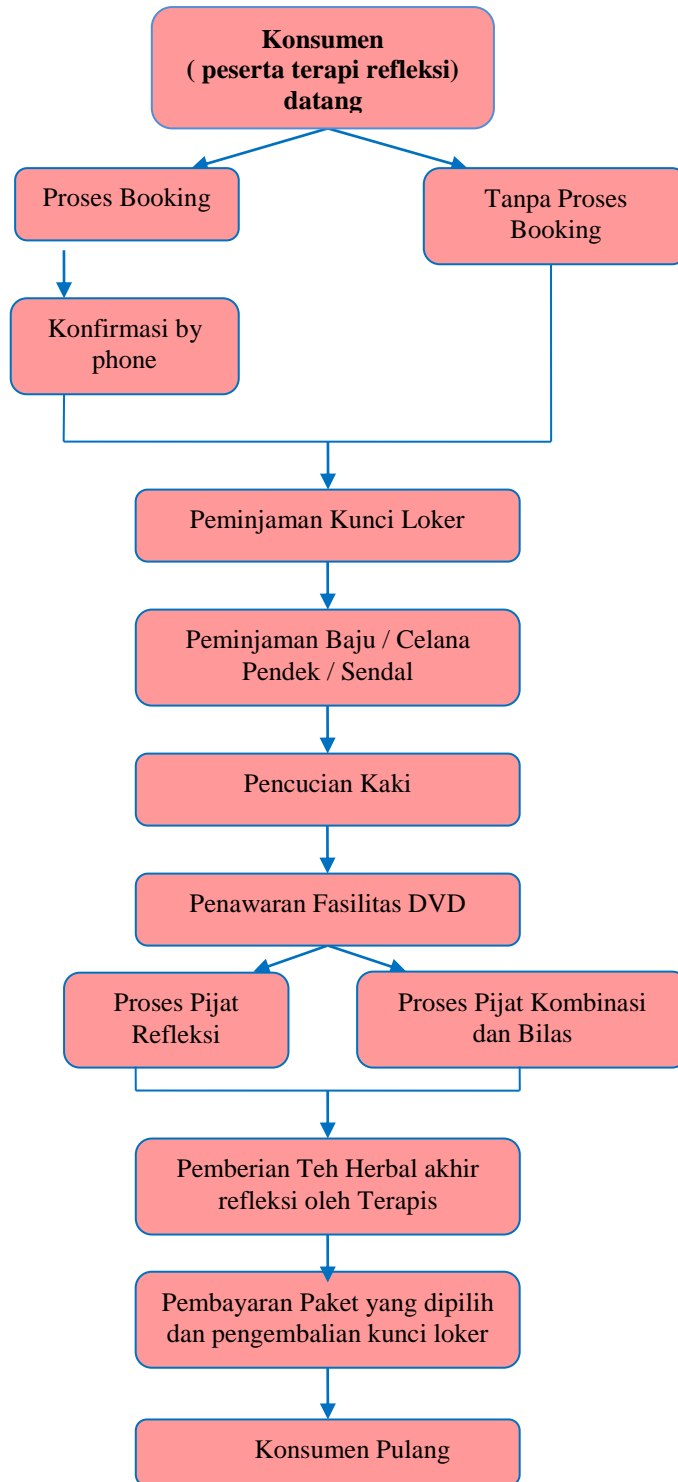 Konsumen
( peserta terapi refleksi)
datang
Proses Booking
Tanpa Proses
Booking
Konfirmasi by
phone
Peminjaman Kunci Loker
Peminjaman Baju / Celana
Pendek / Sendal
Pencucian Kaki
Penawaran Fasilitas DVD
Proses Pijat
Refleksi
Proses Pijat Kombinasi
dan Bilas
Pemberian Teh Herbal akhir
refleksi oleh Terapis
Pembayaran Paket yang dipilih
dan pengembalian kunci loker
Konsumen Pulang